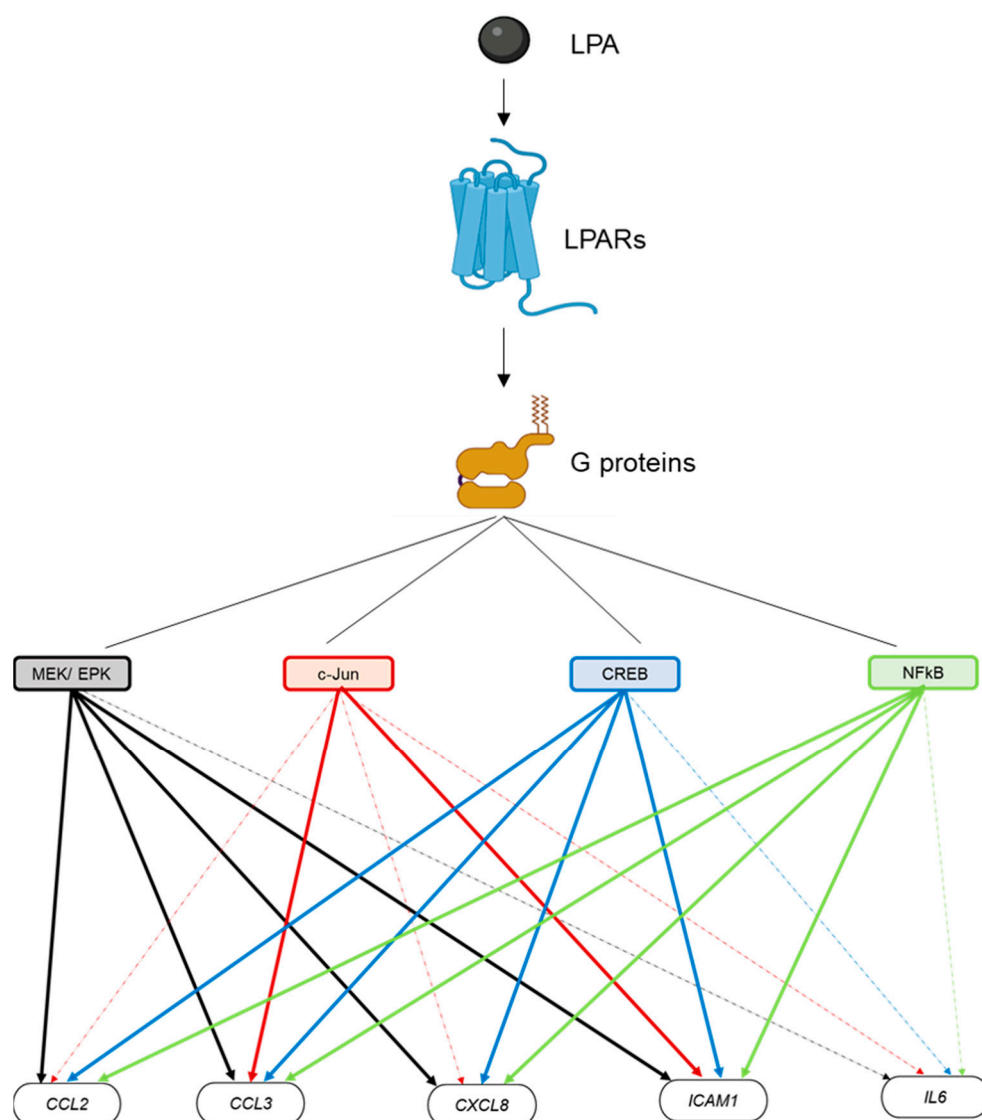 LPA
LPARs
G proteins
MEK/ EPK
c-Jun
CREB
NFkB
CCL2
CCL3
CXCL8
ICAM1
IL6